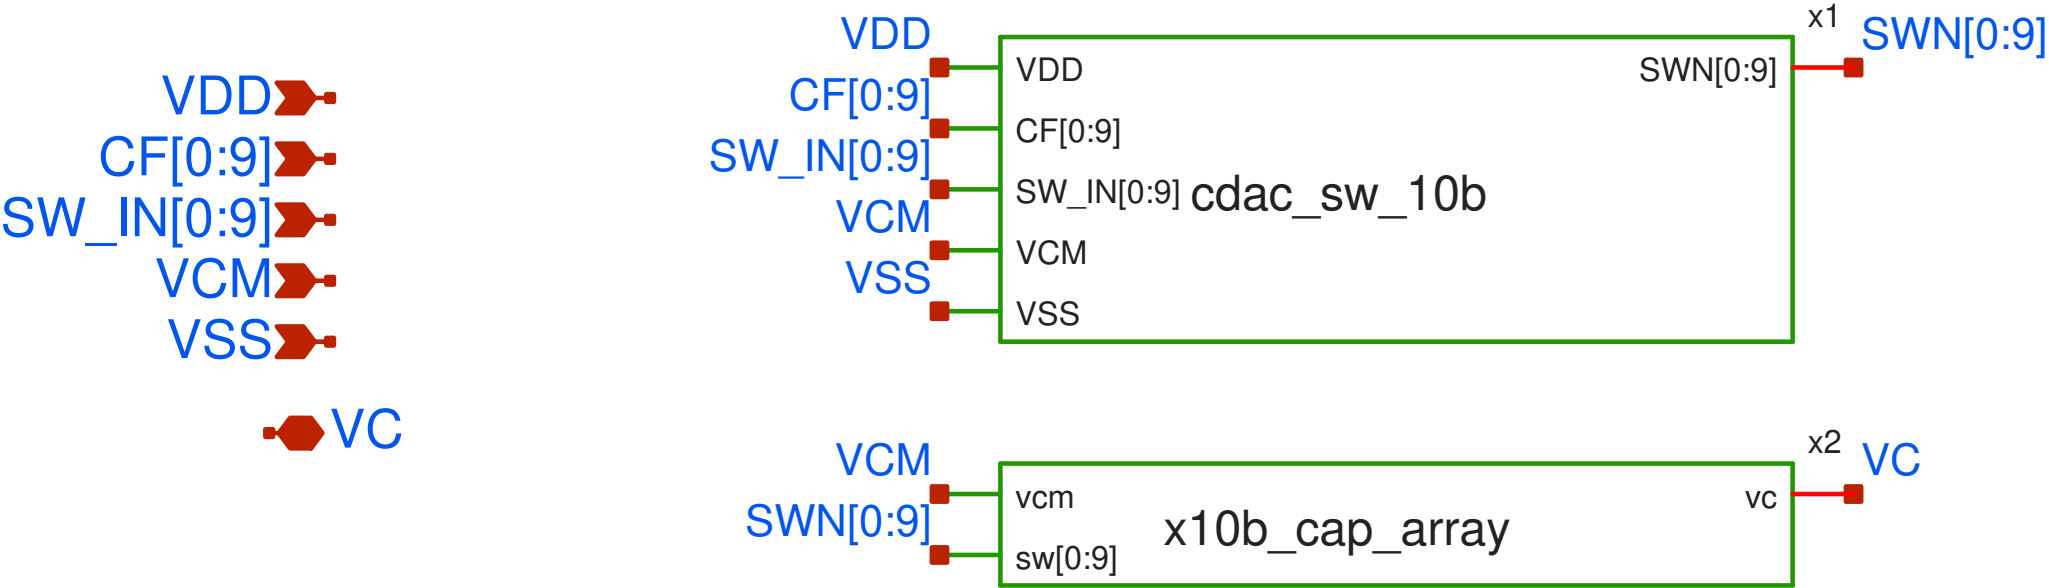 VDD
CF[0:9]
SW_IN[0:9]
VCM
VSS
VC
x1
VDD
CF[0:9]
SW_IN[0:9]
VCM
VSS
VDD
CF[0:9]
SW_IN[0:9]
VCM
VSS
cdac_sw_10b
SWN[0:9]
SWN[0:9]
x2
VCM
SWN[0:9]
vcm
sw[0:9]
x10b_cap_array
vc
VC